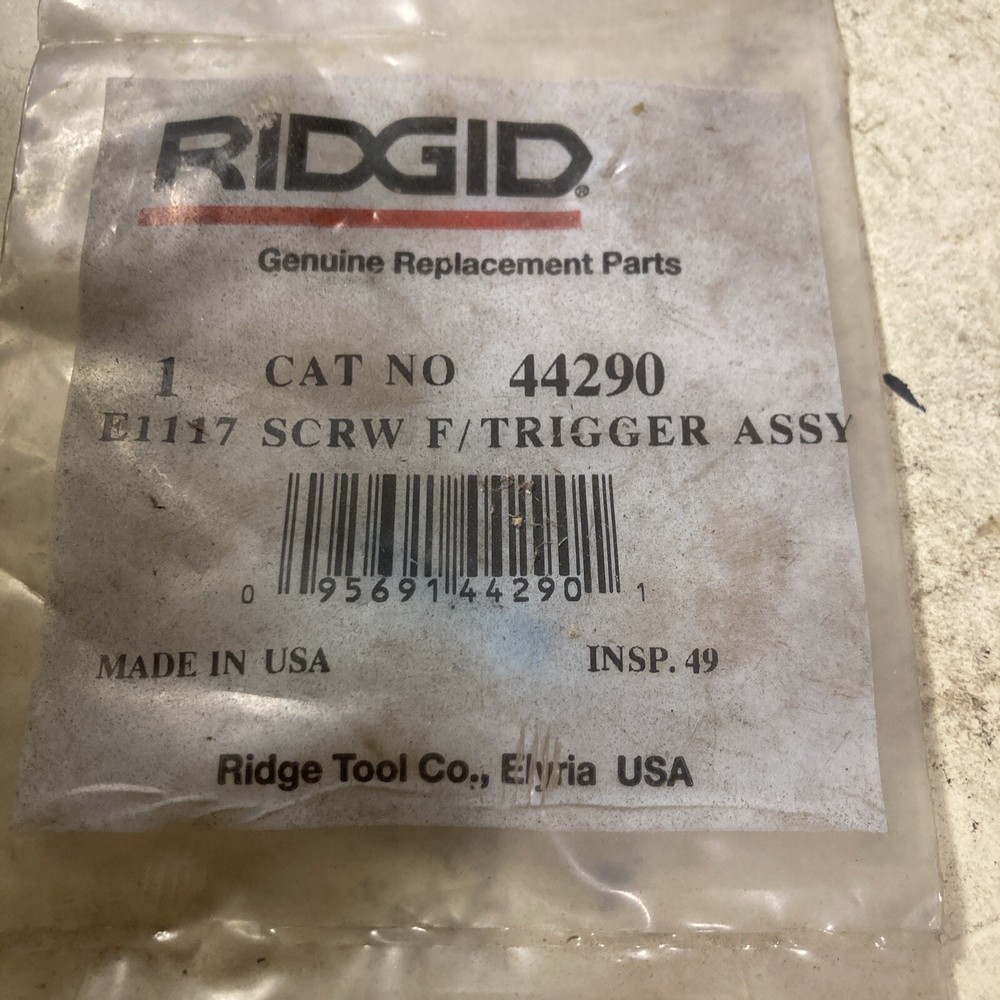 RIDGID®
Genuine Replacement Parts
1 CAT NO 44290
E1117 SCRW F/TRIGGER ASSY
0 95691 44290 1
MADE IN USA INSP. 49
Ridge Tool Co., Elyria USA